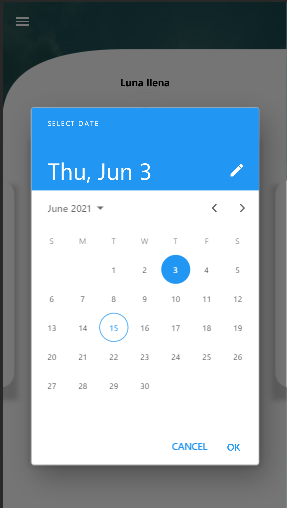 Luna llena
SELECT DATE
Thu, Jun 3
June 2021
S M T W T F S
1 2 3 4 5
6 7 8 9 10 11 12
13 14 15 16 17 18 19
20 21 22 23 24 25 26
27 28 29 30
CANCEL OK